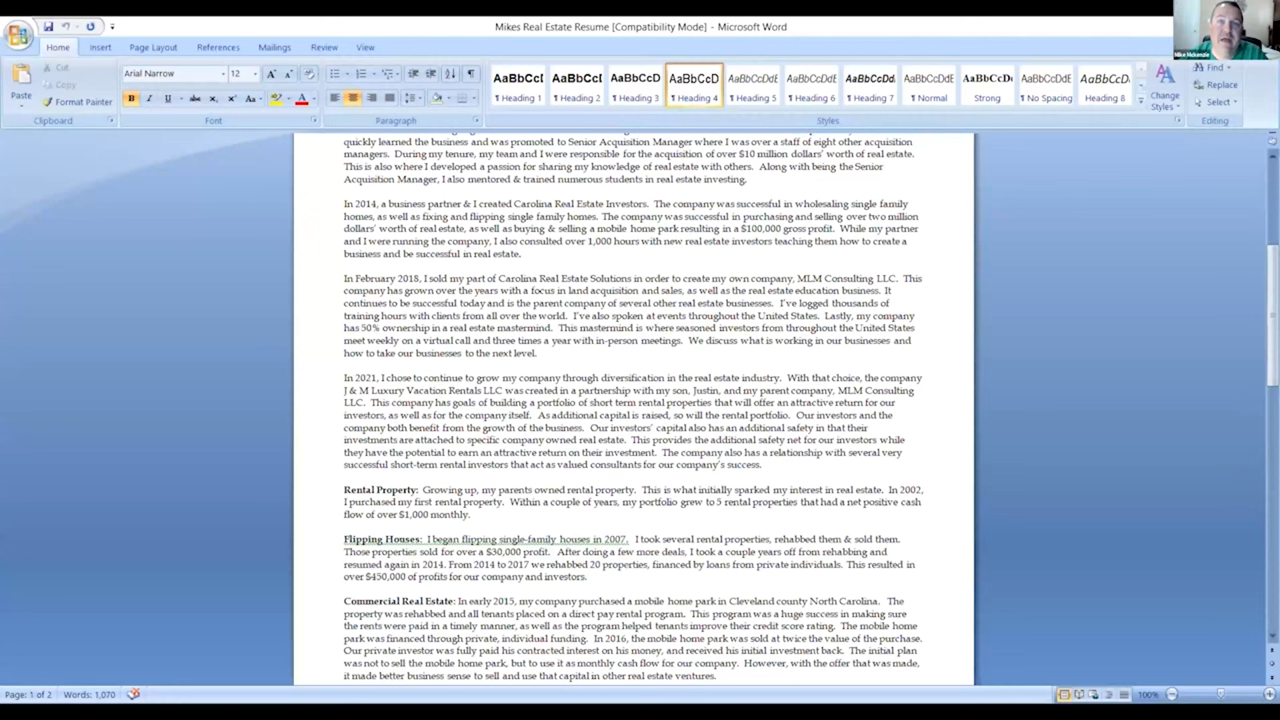 Mikes Real Estate Resume [Compatibility Mode] - Microsoft Word
Mike Mckenzie
Home Insert Page Layout References Mailings Review View
Cut
Copy
Format Painter
Paste
Clipboard
Arial Narrow 12
Font
Paragraph
AaBbCcI AaBbCcI AaBbCcD AaBbCcD AaBbCcDdE AaBbCcDdE AaBbCcDd. AaBbCcDdE AaBbCcDc AaBbCcDdE AaBbCcD.
¶ Heading 1 ¶ Heading 2 ¶ Heading 3 ¶ Heading 4 ¶ Heading 5 ¶ Heading 6 ¶ Heading 7 ¶ Normal Strong ¶ No Spacing Heading 8
Styles
Change Styles
Find
Replace
Select
Editing
quickly learned the business and was promoted to Senior Acquisition Manager where I was over a staff of eight other acquisition
managers. During my tenure, my team and I were responsible for the acquisition of over $10 million dollars' worth of real estate.
This is also where I developed a passion for sharing my knowledge of real estate with others. Along with being the Senior
Acquisition Manager, I also mentored & trained numerous students in real estate investing.
In 2014, a business partner & I created Carolina Real Estate Investors. The company was successful in wholesaling single family
homes, as well as fixing and flipping single family homes. The company was successful in purchasing and selling over two million
dollars' worth of real estate, as well as buying & selling a mobile home park resulting in a $100,000 gross profit. While my partner
and I were running the company, I also consulted over 1,000 hours with new real estate investors teaching them how to create a
business and be successful in real estate.
In February 2018, I sold my part of Carolina Real Estate Solutions in order to create my own company, MLM Consulting LLC. This
company has grown over the years with a focus in land acquisition and sales, as well as the real estate education business. It
continues to be successful today and is the parent company of several other real estate businesses. I've logged thousands of
training hours with clients from all over the world. I've also spoken at events throughout the United States. Lastly, my company
has 50% ownership in a real estate mastermind. This mastermind is where seasoned investors from throughout the United States
meet weekly on a virtual call and three times a year with in-person meetings. We discuss what is working in our businesses and
how to take our businesses to the next level.
In 2021, I chose to continue to grow my company through diversification in the real estate industry. With that choice, the company
J & M Luxury Vacation Rentals LLC was created in a partnership with my son, Justin, and my parent company, MLM Consulting
LLC. This company has goals of building a portfolio of short term rental properties that will offer an attractive return for our
investors, as well as for the company itself. As additional capital is raised, so will the rental portfolio. Our investors and the
company both benefit from the growth of the business. Our investors' capital also has an additional safety in that their
investments are attached to specific company owned real estate. This provides the additional safety net for our investors while
they have the potential to earn an attractive return on their investment. The company also has a relationship with several very
successful short-term rental investors that act as valued consultants for our company's success.
Rental Property: Growing up, my parents owned rental property. This is what initially sparked my interest in real estate. In 2002,
I purchased my first rental property. Within a couple of years, my portfolio grew to 5 rental properties that had a net positive cash
flow of over $1,000 monthly.
Flipping Houses: I began flipping single-family houses in 2007. I took several rental properties, rehabbed them & sold them.
Those properties sold for over a $30,000 profit. After doing a few more deals, I took a couple years off from rehabbing and
resumed again in 2014. From 2014 to 2017 we rehabbed 20 properties, financed by loans from private individuals. This resulted in
over $450,000 of profits for our company and investors.
Commercial Real Estate: In early 2015, my company purchased a mobile home park in Cleveland county North Carolina. The
property was rehabbed and all tenants placed on a direct pay rental program. This program was a huge success in making sure
the rents were paid in a timely manner, as well as the program helped tenants improve their credit score rating. The mobile home
park was financed through private, individual funding. In 2016, the mobile home park was sold at twice the value of the purchase.
Our private investor was fully paid his contracted interest on his money, and received his initial investment back. The initial plan
was not to sell the mobile home park, but to use it as monthly cash flow for our company. However, with the offer that was made,
it made better business sense to sell and use that capital in other real estate ventures.
Page: 1 of 2 Words: 1,070 100%